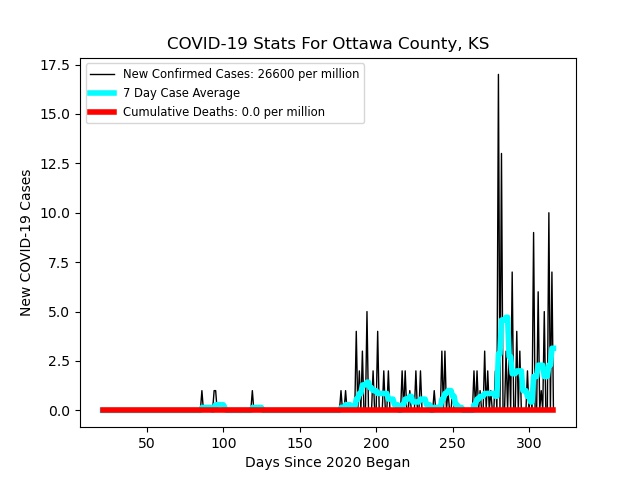 COVID-19 Stats For Ottawa County, KS
New Confirmed Cases: 26600 per million
7 Day Case Average
Cumulative Deaths: 0.0 per million
New COVID-19 Cases
17.5
15.0
12.5
10.0
7.5
5.0
2.5
0.0
50 100 150 200 250 300
Days Since 2020 Began